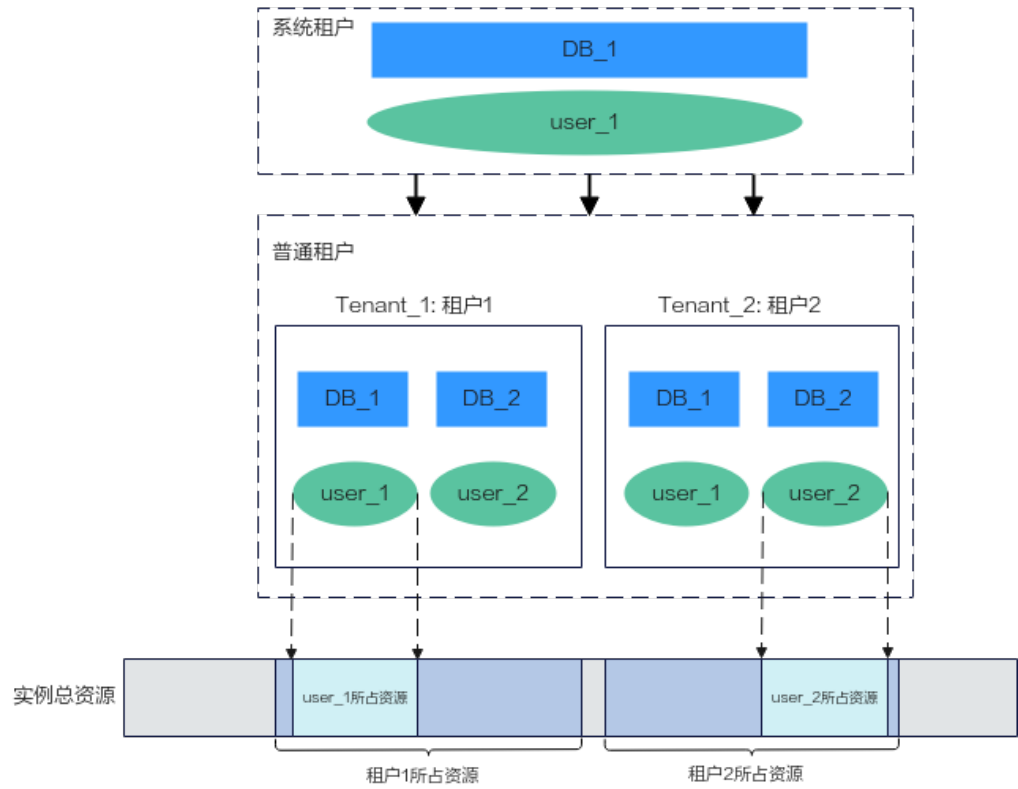 系统租户
DB_1
user_1
普通租户
Tenant_1: 租户1
Tenant_2: 租户2
DB_1
DB_2
DB_1
DB_2
user_1
user_2
user_1
user_2
实例总资源
user_1所占资源
user_2所占资源
租户1所占资源
租户2所占资源